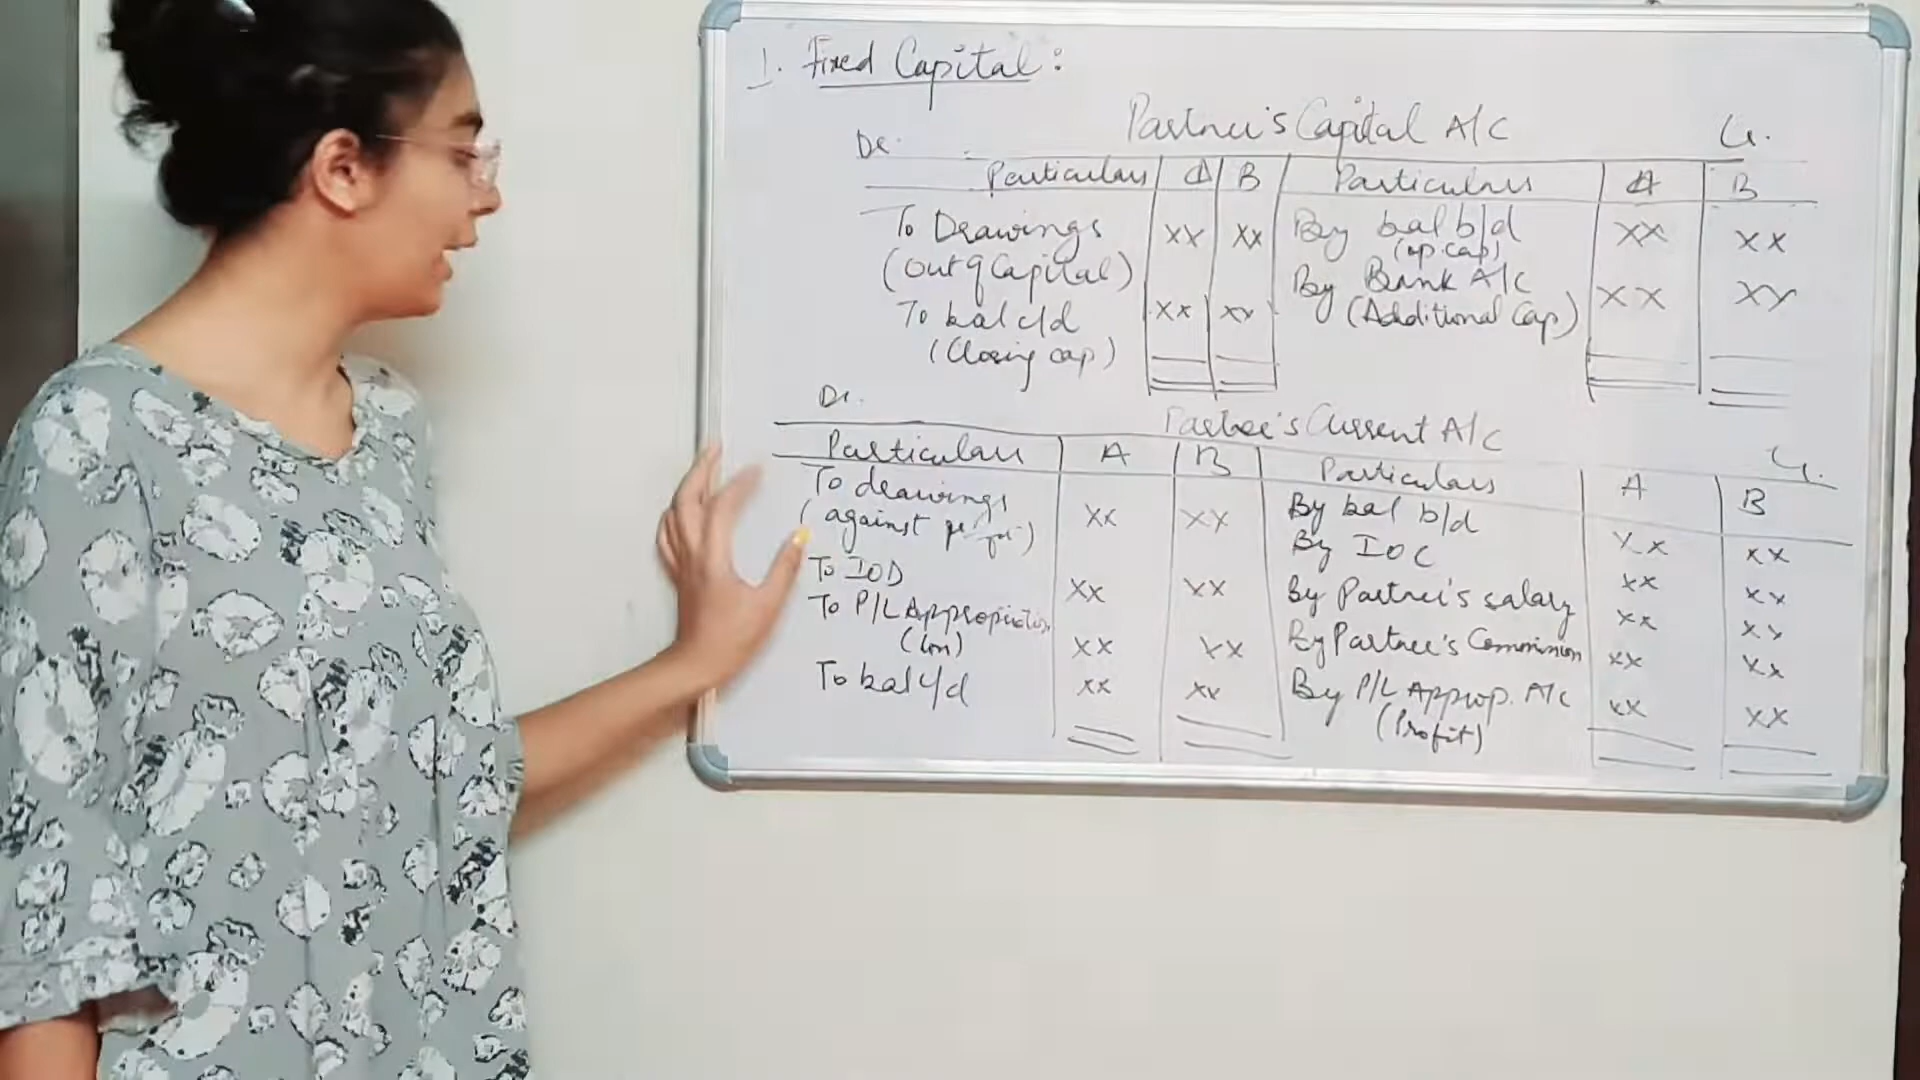 1. Fixed Capital:
Partner's Capital A/C
Dr. Cr.
Particulars A B Particulars A B
To Drawings xx xx By bal b/d xx xx
(out of Capital) (op. cap)
By Bank A/C xx xx
To bal c/d xx xx (Additional Cap)
(Closing cap)
Dr. Partner's Current A/C Cr.
Particulars A B Particulars A B
To drawings xx xx By bal b/d xx xx
(against profit) By IOC xx xx
To IOD xx xx By Partner's salary xx xx
To P/L Appropriation xx xx By Partner's Commission xx xx
(loss)
To bal c/d xx xx By P/L Approp. A/c xx xx
(Profit)